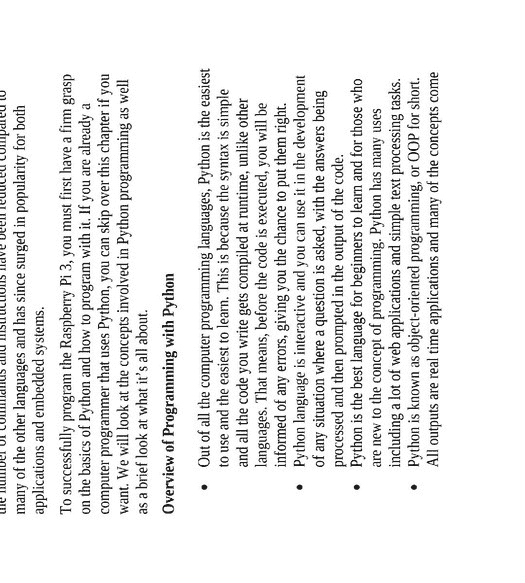 the number of commands and instructions have been reduced compared to
many of the other languages and has since surged in popularity for both
applications and embedded systems.
To successfully program the Raspberry Pi 3, you must first have a firm grasp
on the basics of Python and how to program with it. If you are already a
computer programmer that uses Python, you can skip over this chapter if you
want. We will look at the concepts involved in Python programming as well
as a brief look at what it's all about.
Overview of Programming with Python
• Out of all the computer programming languages, Python is the easiest
to use and the easiest to learn. This is because the syntax is simple
and all the code you write gets compiled at runtime, unlike other
languages. That means, before the code is executed, you will be
informed of any errors, giving you the chance to put them right.
• Python language is interactive and you can use it in the development
of any situation where a question is asked, with the answers being
processed and then prompted in the output of the code.
• Python is the best language for beginners to learn and for those who
are new to the concept of programming. Python has many uses
including a lot of web applications and simple text processing tasks.
• Python is known as object-oriented programming, or OOP for short.
All outputs are real time applications and many of the concepts come